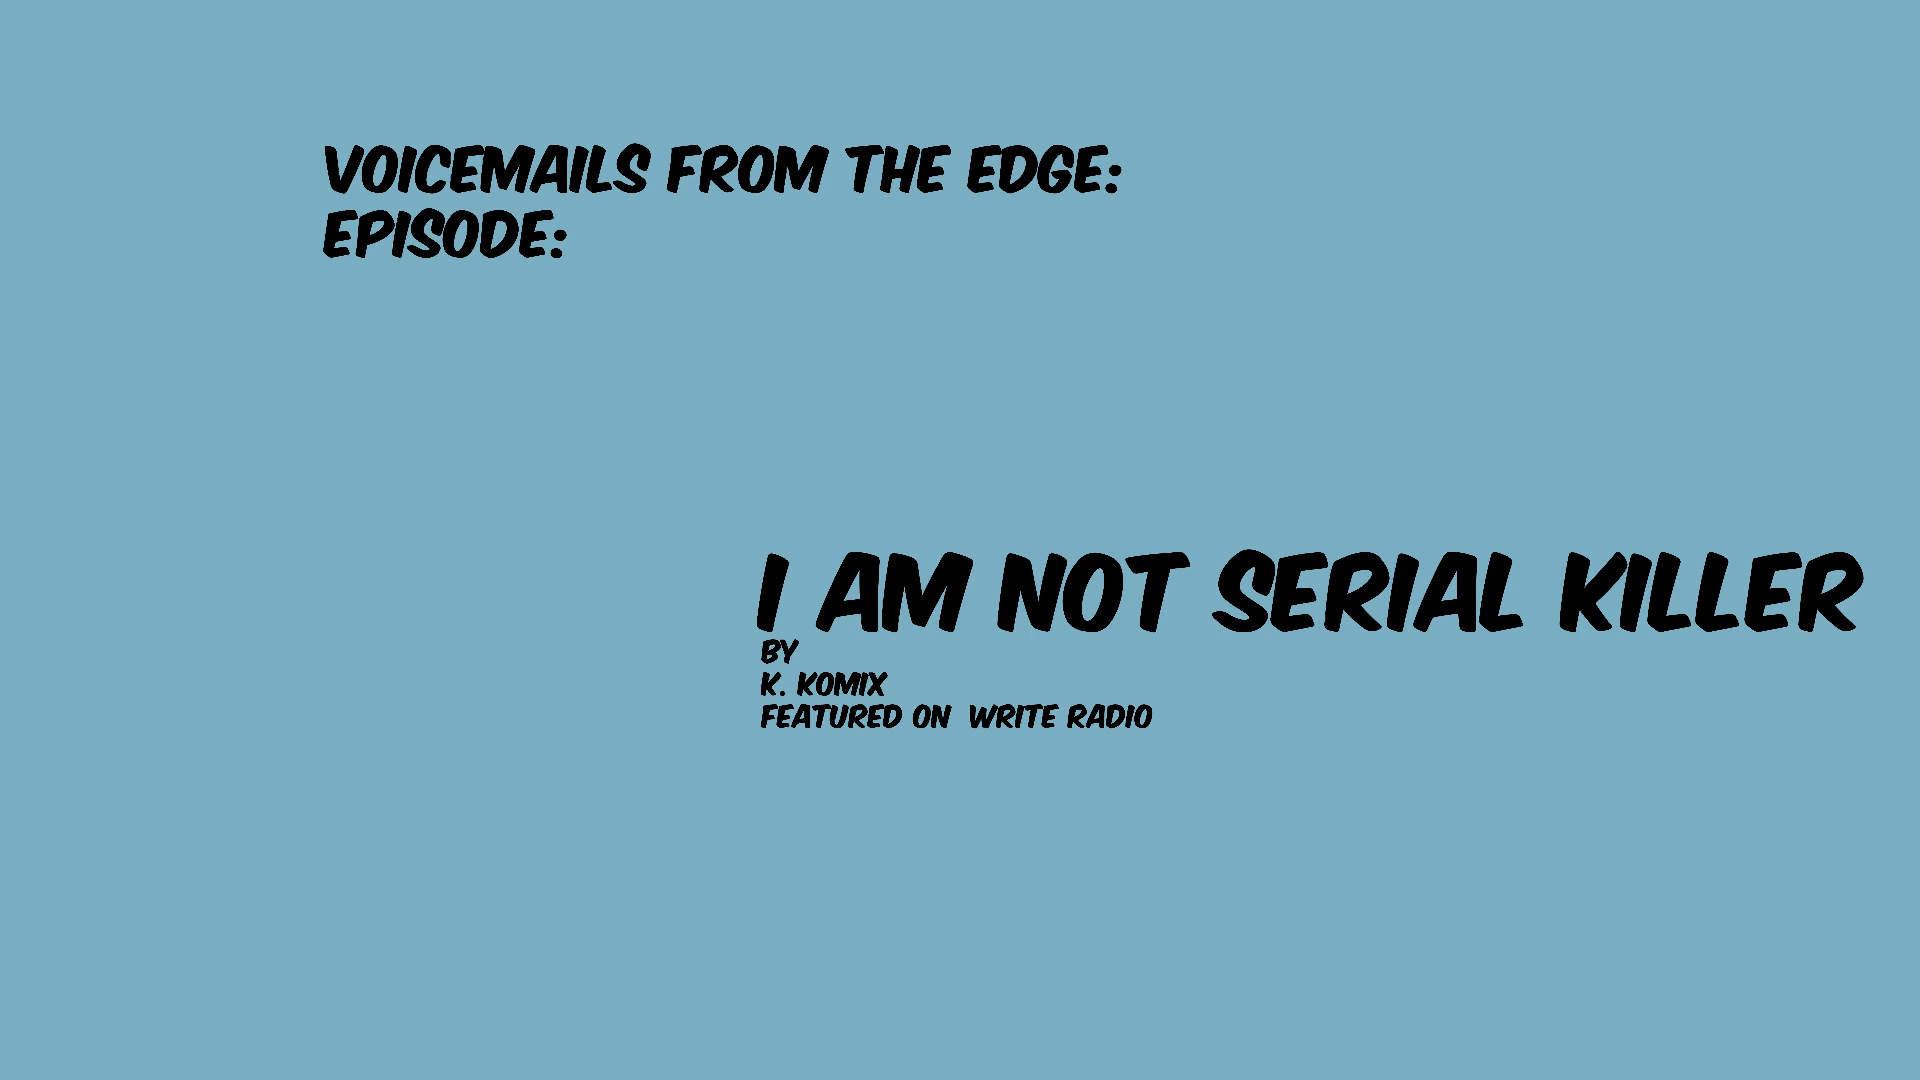 VOICEMAILS FROM THE EDGE:
EPISODE:
I AM NOT SERIAL KILLER
BY
K. KOMIX
FEATURED ON WRITE RADIO